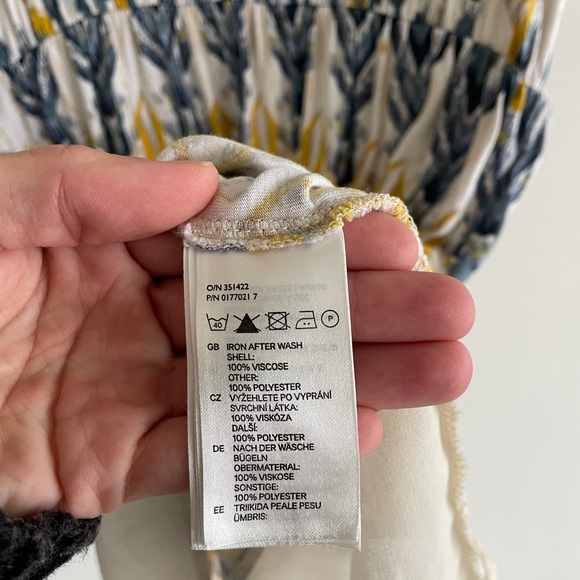 O/N 351422
P/N 0177021 7
40 P
GB IRON AFTER WASH
SHELL:
100% VISCOSE
OTHER:
100% POLYESTER
CZ VYŽEHLETE PO VYPRÁNÍ
SVRCHNÍ LÁTKA:
100% VISKÓZA
DALŠÍ:
100% POLYESTER
DE NACH DER WÄSCHE
BÜGELN
OBERMATERIAL:
100% VISKOSE
SONSTIGE:
100% POLYESTER
EE TRIIKIDA PEALE PESU
ÜMBRIS: